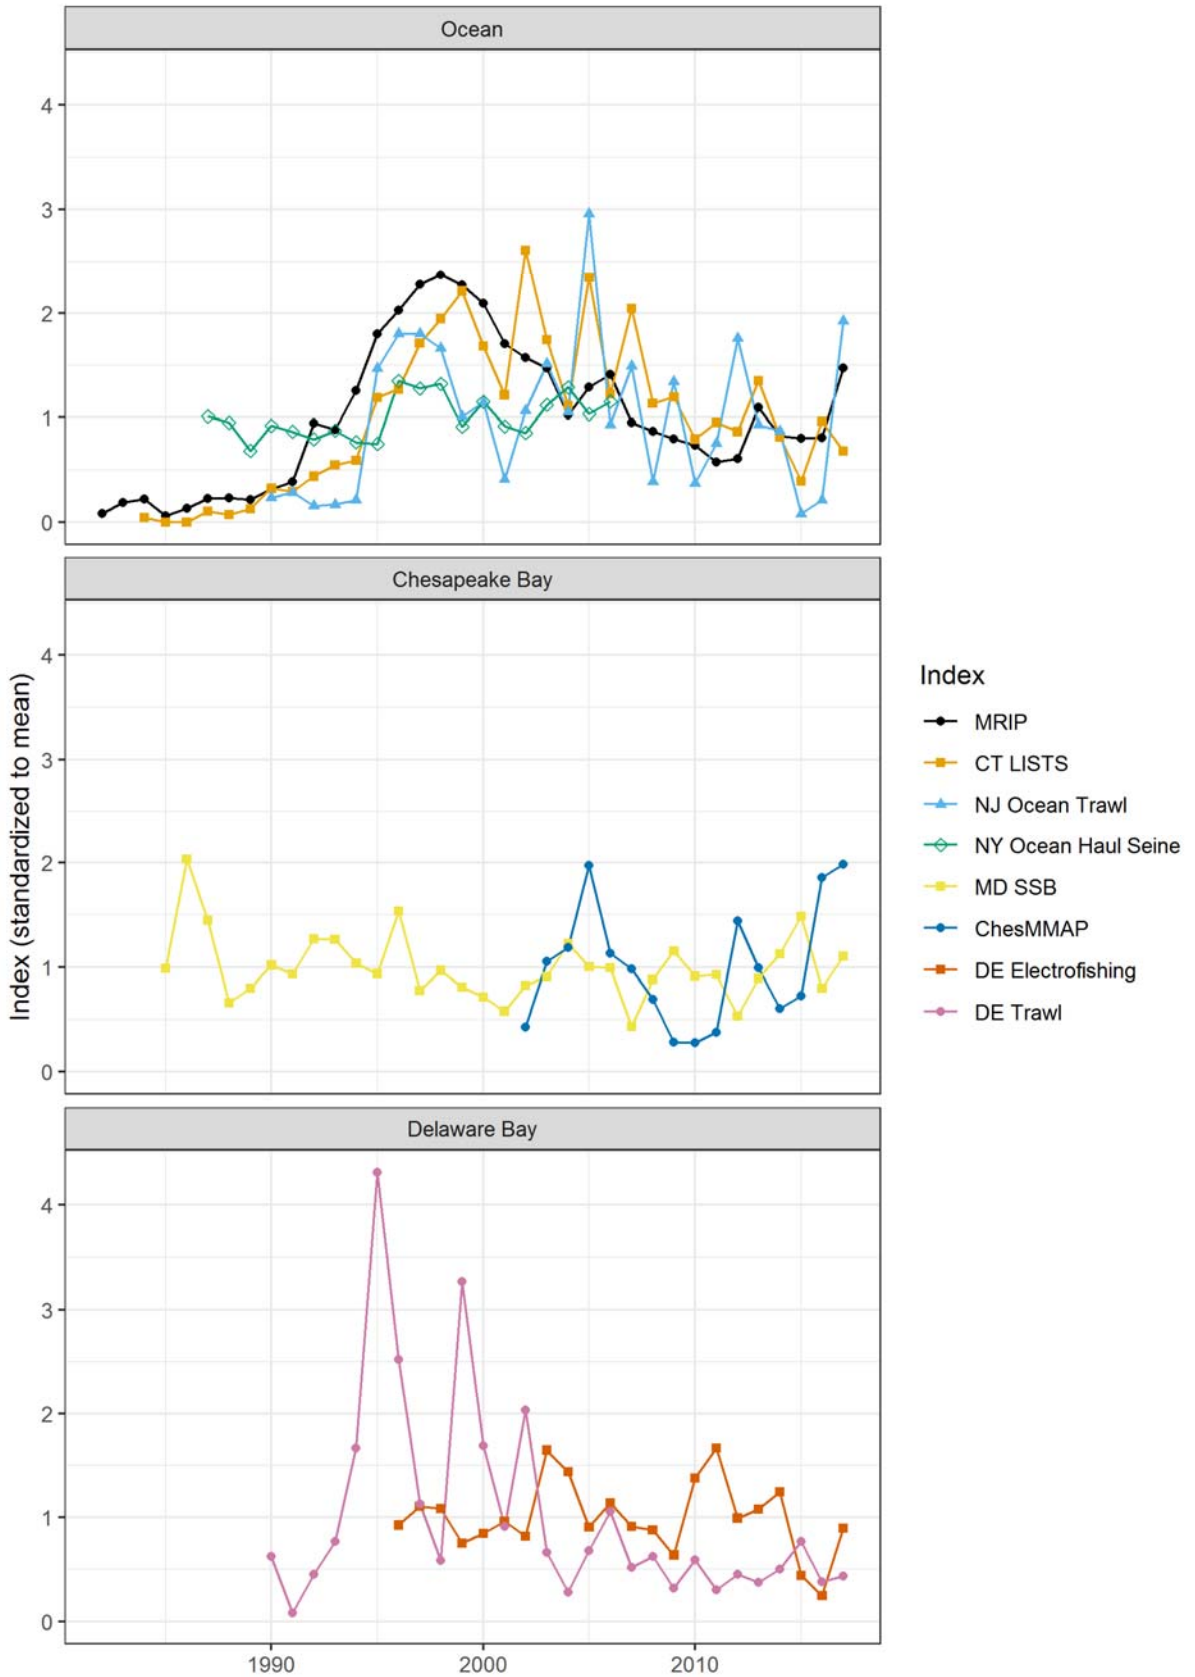 Ocean
4
3
2
1
0
Chesapeake Bay
4
3
2
1
0
Index (standardized to mean)
Delaware Bay
4
3
2
1
0
1990
2000
2010
Index
MRIP
CT LISTS
NJ Ocean Trawl
NY Ocean Haul Seine
MD SSB
ChesMMAP
DE Electrofishing
DE Trawl